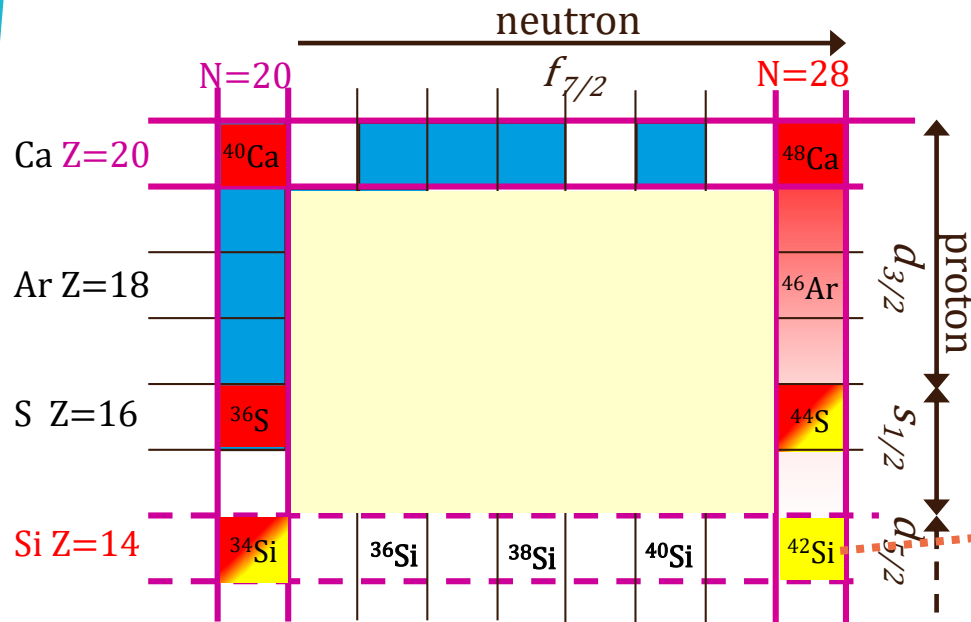 neutron
N=20 f7/2 N=28
Ca Z=20 ⁴⁰Ca ⁴⁸Ca
Ar Z=18 ⁴⁶Ar d3/2 proton
S Z=16 ³⁶S ⁴⁴S s1/2
Si Z=14 ³⁴Si ³⁶Si ³⁸Si ⁴⁰Si ⁴²Si d5/2